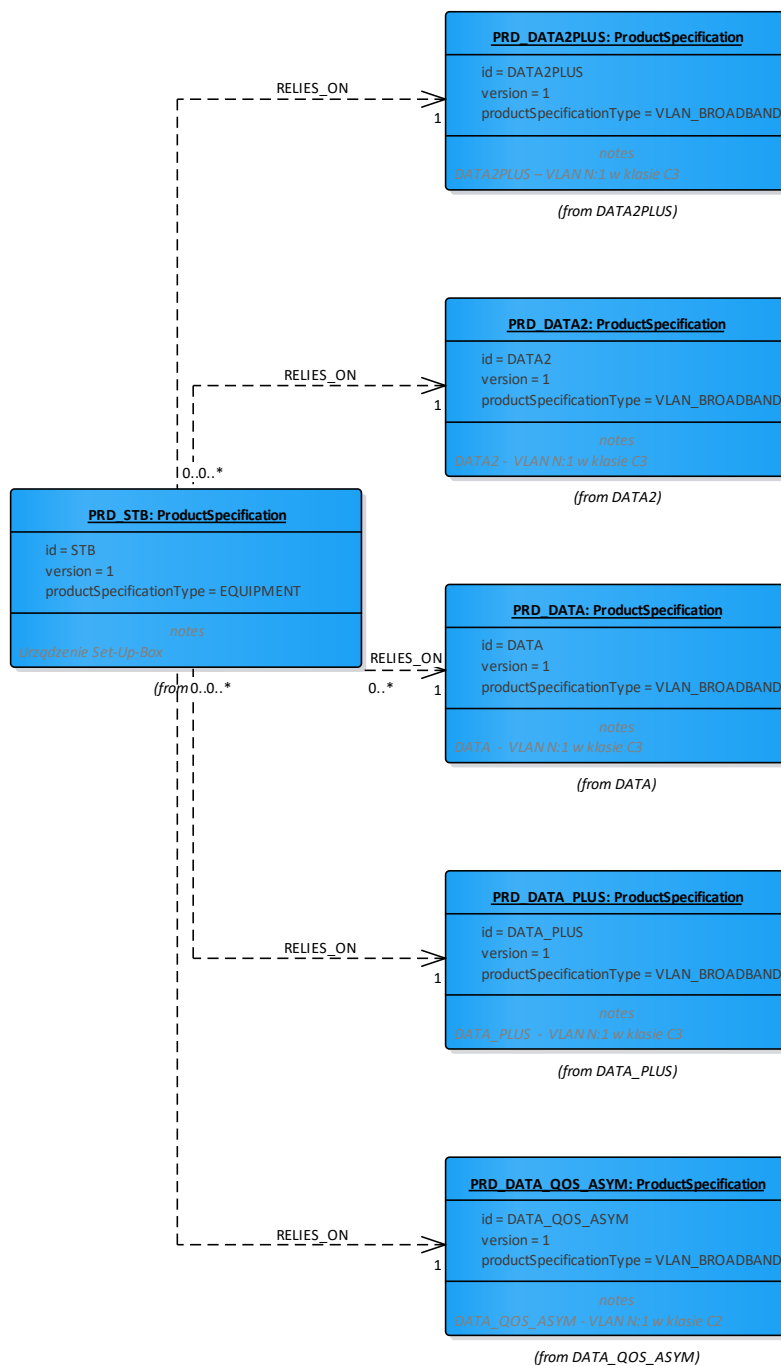 PRD_DATA2PLUS: ProductSpecification
id = DATA2PLUS
version = 1
productSpecificationType = VLAN_BROADBAND
notes
DATA2PLUS – VLAN N:1 w klasie C3
(from DATA2PLUS)
RELIES_ON
1
PRD_DATA2: ProductSpecification
id = DATA2
version = 1
productSpecificationType = VLAN_BROADBAND
notes
DATA2 - VLAN N:1 w klasie C3
(from DATA2)
RELIES_ON
1
0..0..*
PRD_STB: ProductSpecification
id = STB
version = 1
productSpecificationType = EQUIPMENT
notes
Urządzenie Set-Up-Box
(from 0..0..*
RELIES_ON
0..*
1
PRD_DATA: ProductSpecification
id = DATA
version = 1
productSpecificationType = VLAN_BROADBAND
notes
DATA - VLAN N:1 w klasie C3
(from DATA)
PRD_DATA_PLUS: ProductSpecification
id = DATA_PLUS
version = 1
productSpecificationType = VLAN_BROADBAND
notes
DATA_PLUS - VLAN N:1 w klasie C3
(from DATA_PLUS)
RELIES_ON
1
PRD_DATA_QOS_ASYM: ProductSpecification
id = DATA_QOS_ASYM
version = 1
productSpecificationType = VLAN_BROADBAND
notes
DATA_QOS_ASYM - VLAN N:1 w klasie C2
(from DATA_QOS_ASYM)
RELIES_ON
1